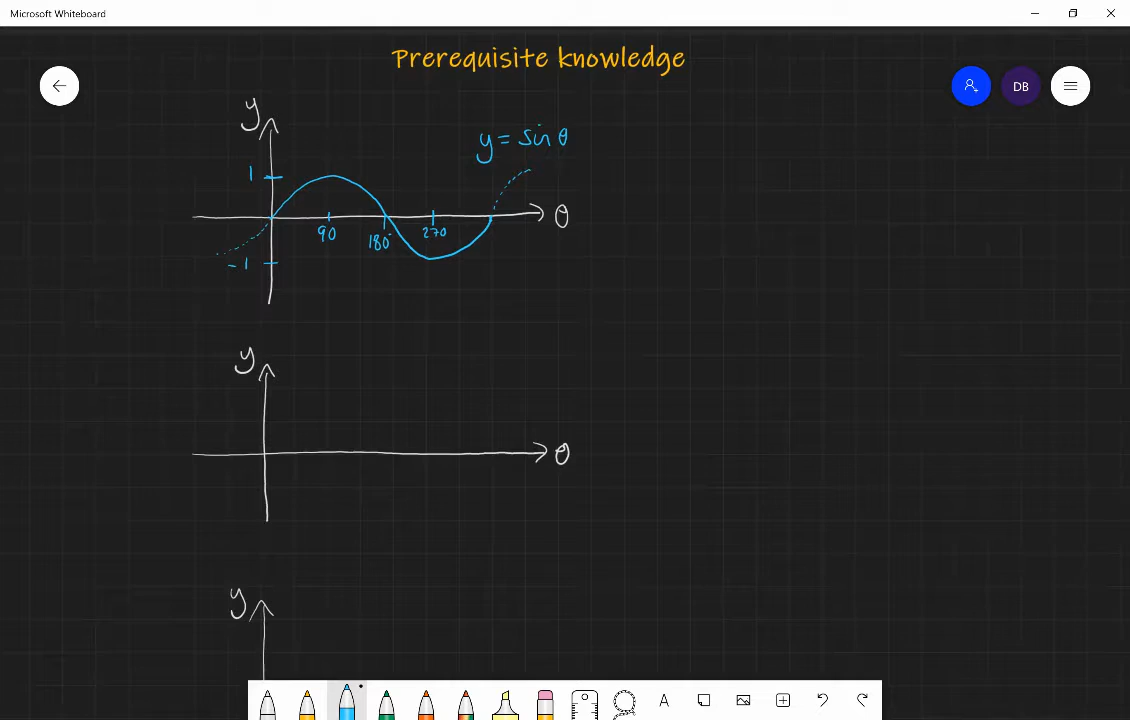 Microsoft Whiteboard
Prerequisite knowledge
DB
y
y = sin θ
1
θ
90
180°
270
-1
y
θ
y
A